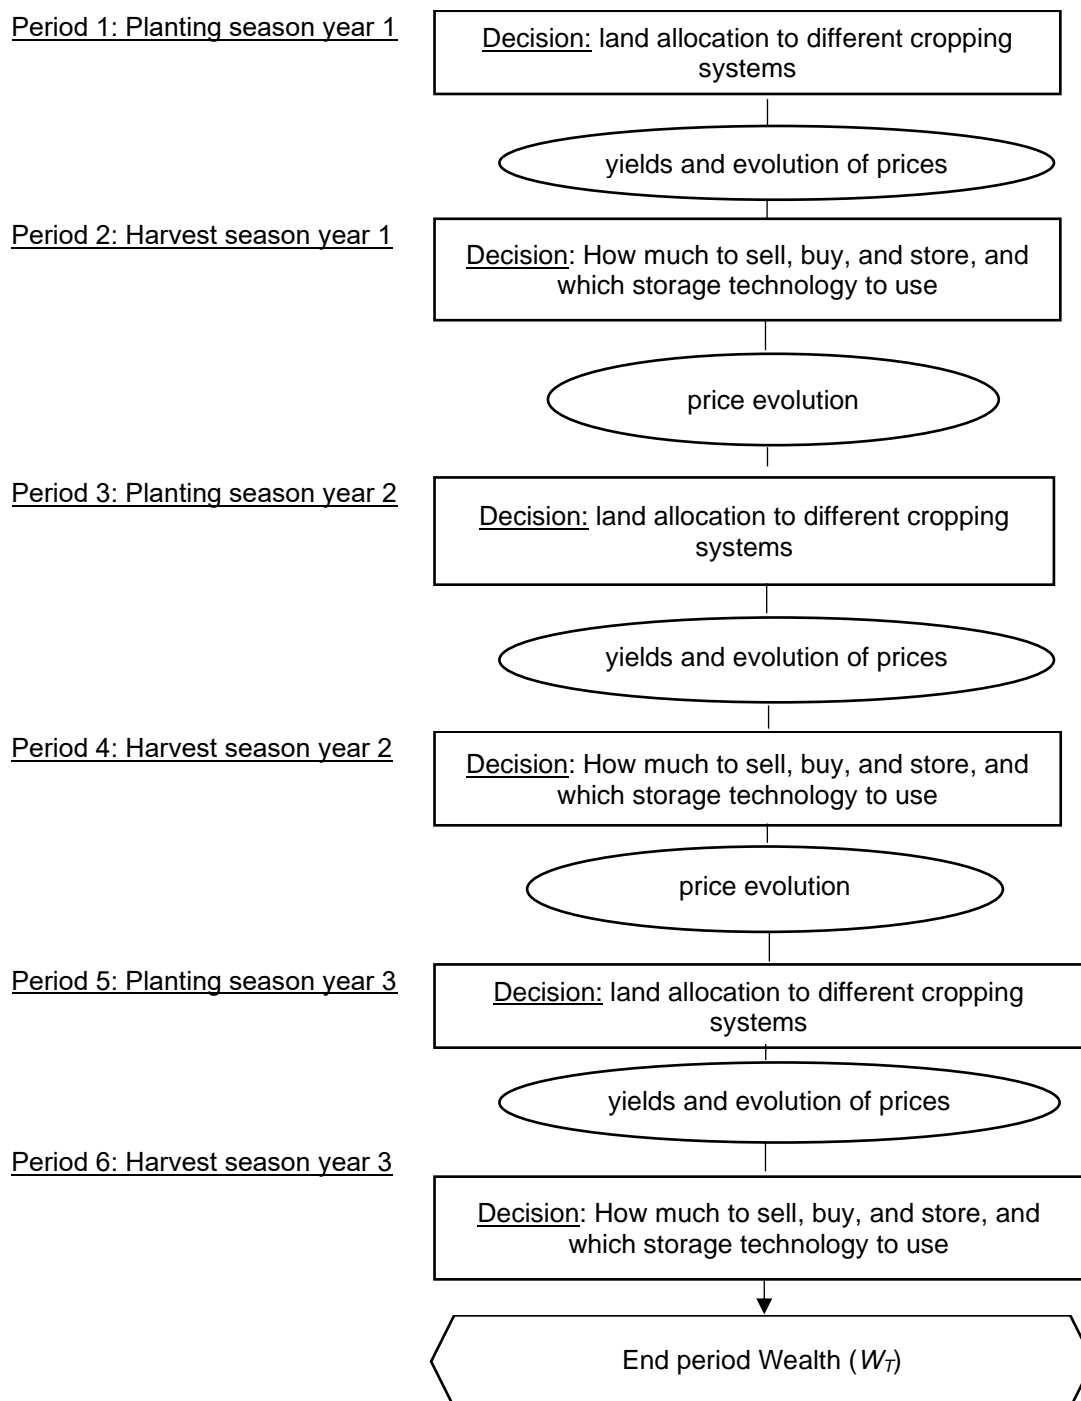 Period 1: Planting season year 1
Decision: land allocation to different cropping
systems
yields and evolution of prices
Period 2: Harvest season year 1
Decision: How much to sell, buy, and store, and
which storage technology to use
price evolution
Period 3: Planting season year 2
Decision: land allocation to different cropping
systems
yields and evolution of prices
Period 4: Harvest season year 2
Decision: How much to sell, buy, and store, and
which storage technology to use
price evolution
Period 5: Planting season year 3
Decision: land allocation to different cropping
systems
yields and evolution of prices
Period 6: Harvest season year 3
Decision: How much to sell, buy, and store, and
which storage technology to use
End period Wealth (W_T)